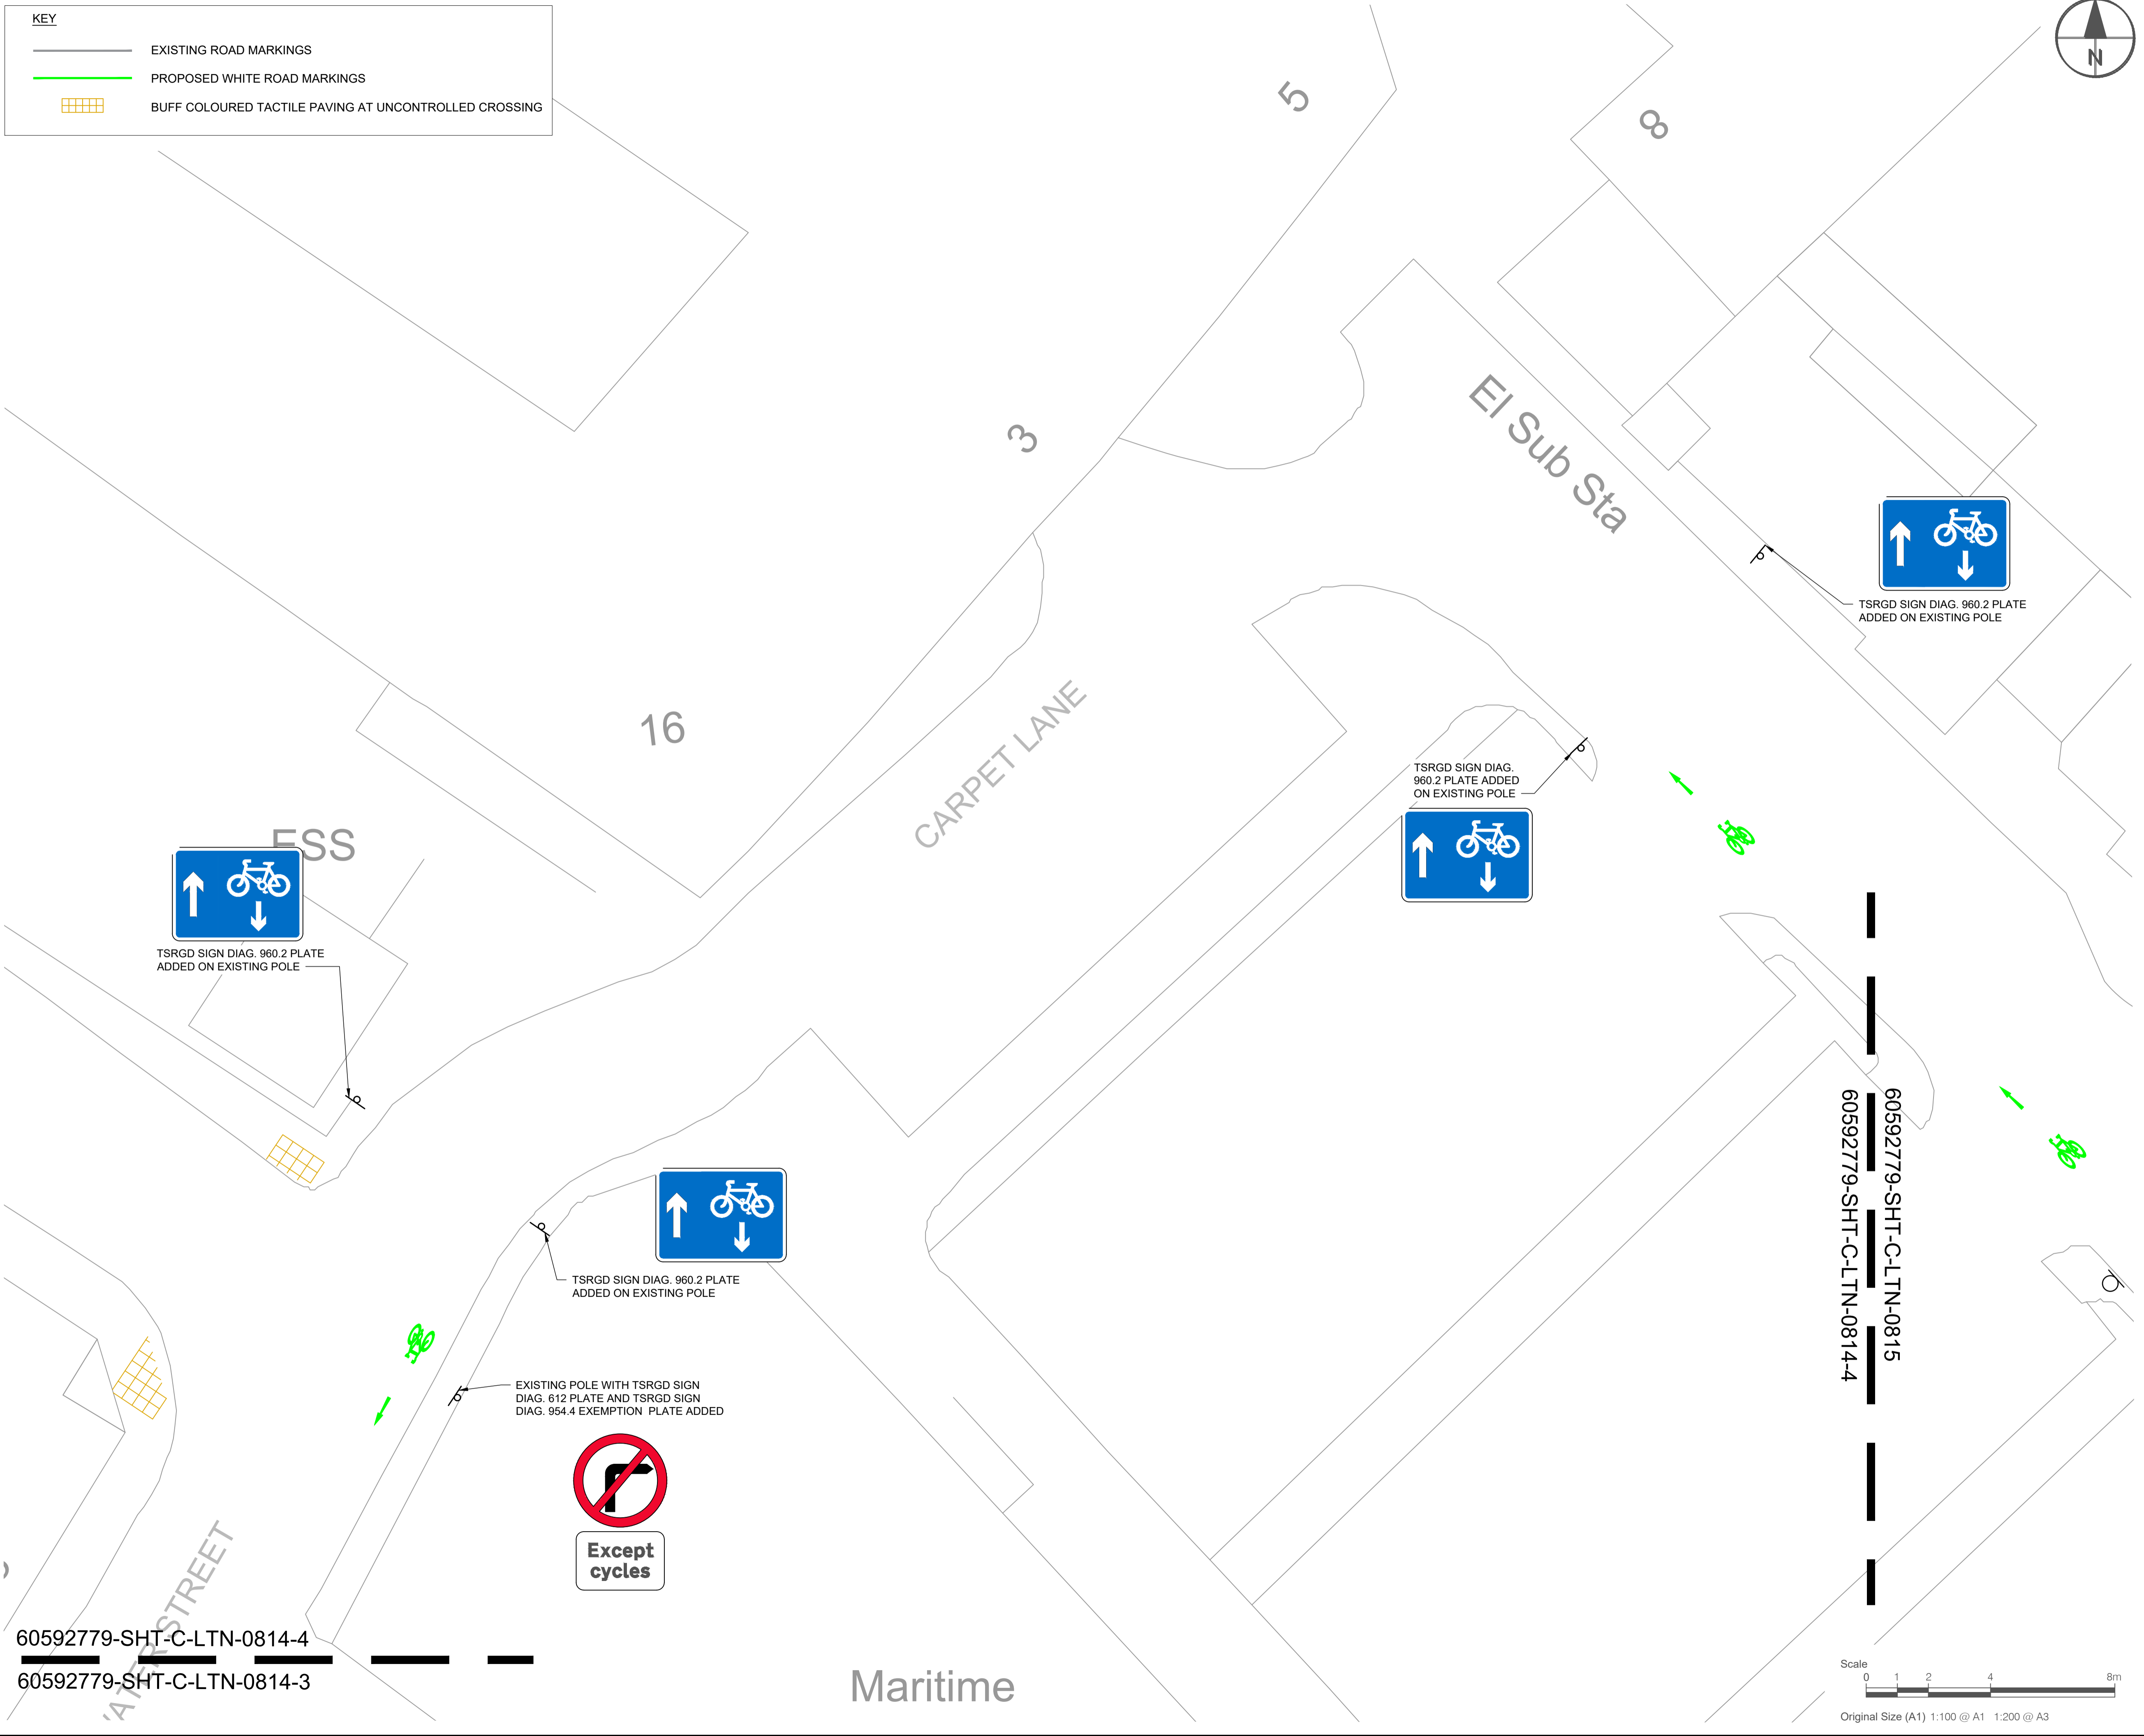 KEY
EXISTING ROAD MARKINGS
PROPOSED WHITE ROAD MARKINGS
BUFF COLOURED TACTILE PAVING AT UNCONTROLLED CROSSING
N
5
8
3
El Sub Sta
16
CARPET LANE
TSRGD SIGN DIAG. 960.2 PLATE
ADDED ON EXISTING POLE
TSRGD SIGN DIAG.
960.2 PLATE ADDED
ON EXISTING POLE
ESS
TSRGD SIGN DIAG. 960.2 PLATE
ADDED ON EXISTING POLE
TSRGD SIGN DIAG. 960.2 PLATE
ADDED ON EXISTING POLE
EXISTING POLE WITH TSRGD SIGN
DIAG. 612 PLATE AND TSRGD SIGN
DIAG. 954.4 EXEMPTION PLATE ADDED
Except
cycles
60592779-SHT-C-LTN-0815
60592779-SHT-C-LTN-0814-4
WATER STREET
60592779-SHT-C-LTN-0814-4
60592779-SHT-C-LTN-0814-3
Maritime
Scale
0 1 2 4 8m
Original Size (A1) 1:100 @ A1 1:200 @ A3